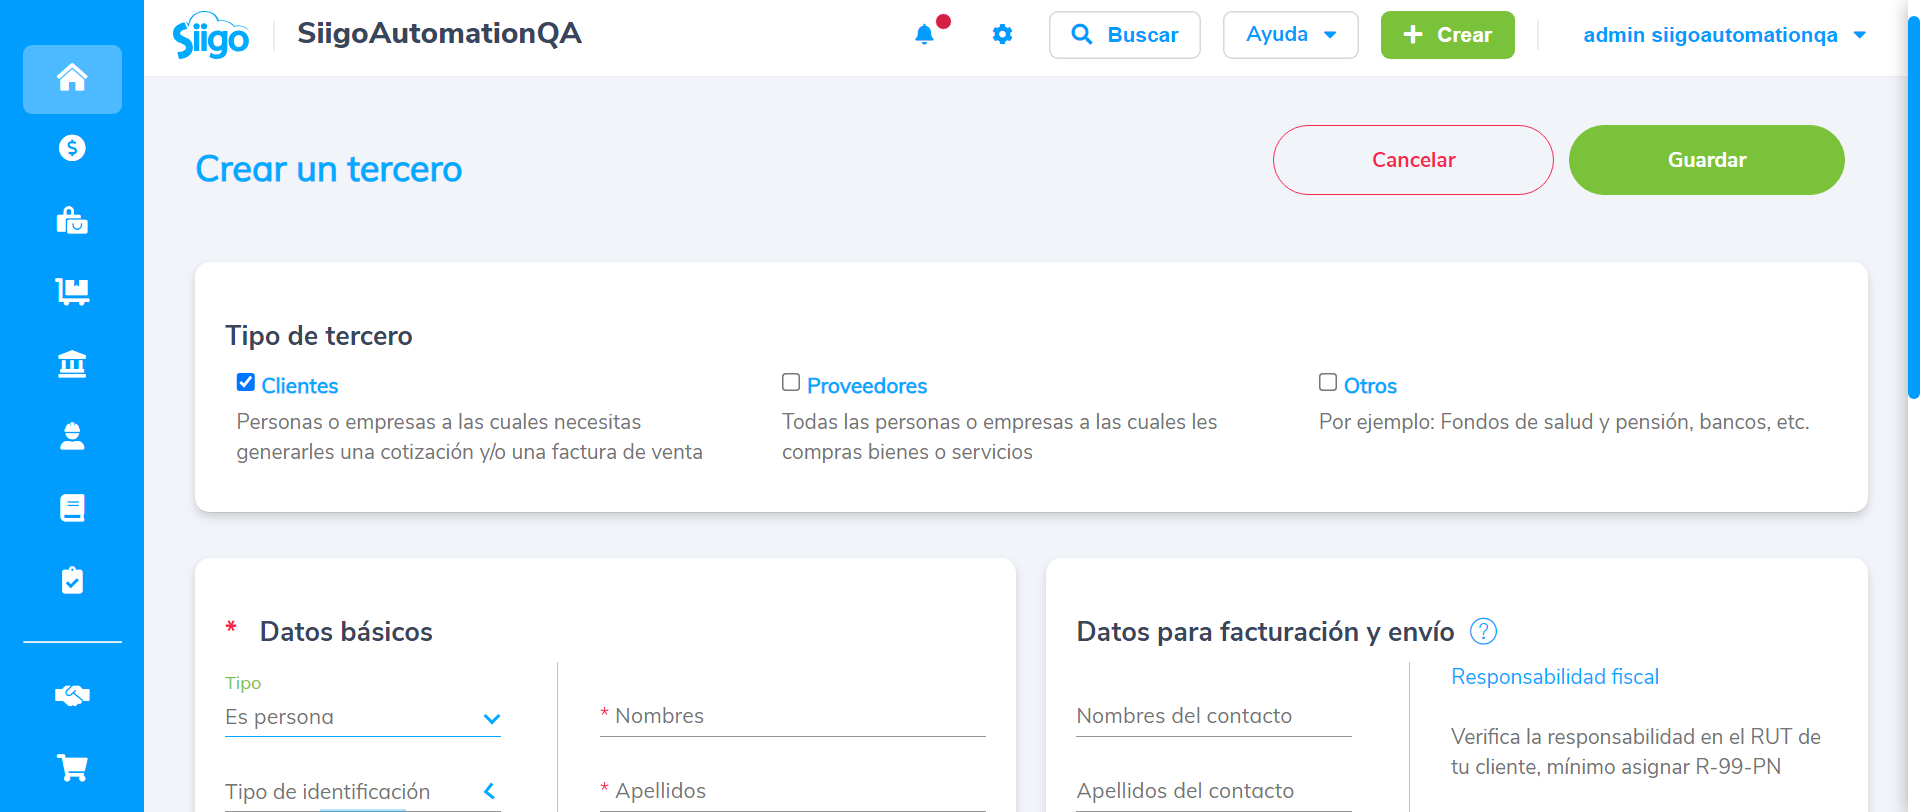 Siigo SiigoAutomationQA Buscar Ayuda Crear admin siigoautomationqa
Crear un tercero
Cancelar Guardar
Tipo de tercero
Clientes
Personas o empresas a las cuales necesitas
generarles una cotización y/o una factura de venta
Proveedores
Todas las personas o empresas a las cuales les
compras bienes o servicios
Otros
Por ejemplo: Fondos de salud y pensión, bancos, etc.
* Datos básicos
Tipo
Es persona
Tipo de identificación
* Nombres
* Apellidos
Datos para facturación y envío ?
Nombres del contacto
Apellidos del contacto
Responsabilidad fiscal
Verifica la responsabilidad en el RUT de
tu cliente, mínimo asignar R-99-PN